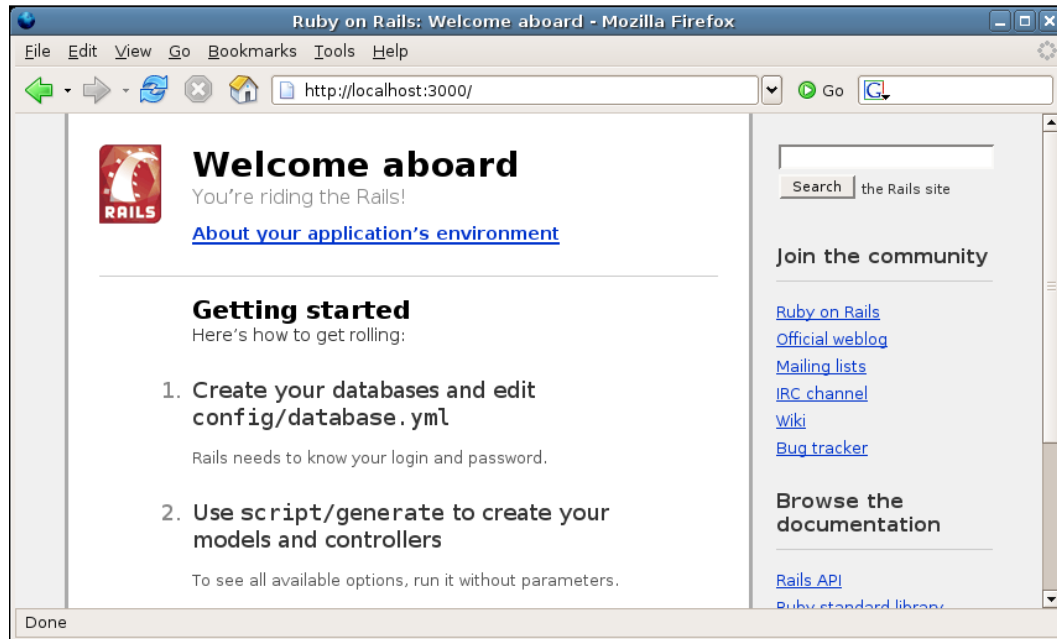 Ruby on Rails: Welcome aboard - Mozilla Firefox
File Edit View Go Bookmarks Tools Help
http://localhost:3000/
Go
G
RAILS
Welcome aboard
You're riding the Rails!
About your application's environment
Getting started
Here's how to get rolling:
1. Create your databases and edit
config/database.yml
Rails needs to know your login and password.
2. Use script/generate to create your
models and controllers
To see all available options, run it without parameters.
Search the Rails site
Join the community
Ruby on Rails
Official weblog
Mailing lists
IRC channel
Wiki
Bug tracker
Browse the
documentation
Rails API
Ruby standard library
Done